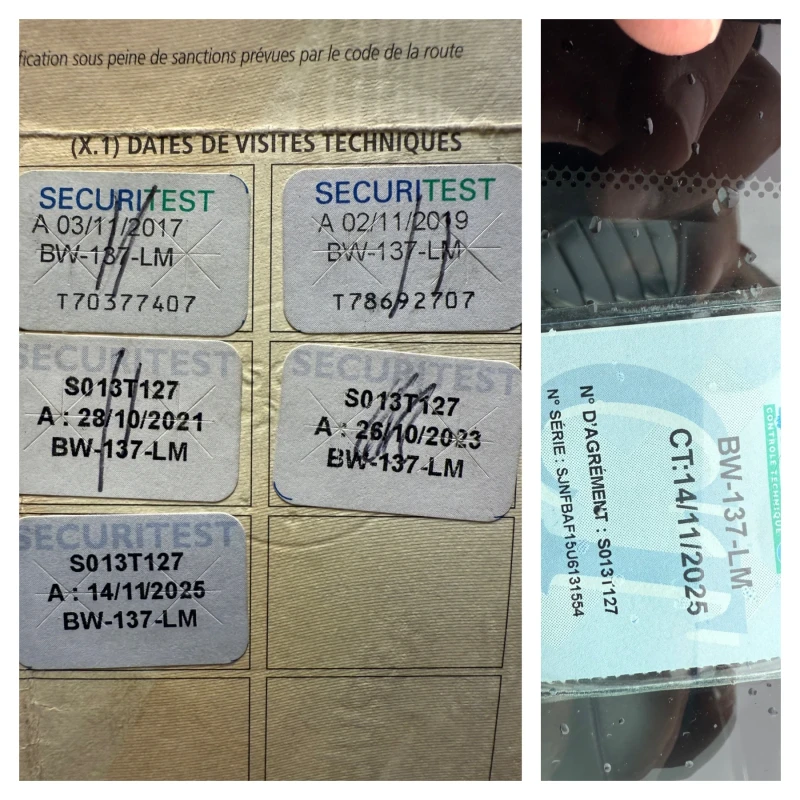 fication sous peine de sanctions prévues par le code de la route
(X.1) DATES DE VISITES TECHNIQUES
SECURITEST
A 03/11/2017
BW-137-LM
T70377407
SECURITEST
A 02/11/2019
BW-137-LM
T78692707
SECURITEST
S013T127
A : 28/10/2021
BW-137-LM
SECURITEST
S013T127
A : 26/10/2023
BW-137-LM
SECURITEST
S013T127
A : 14/11/2025
BW-137-LM
CONTROLE TECHNIQUE
BW-137-LM
CT:14/11/2025
N° D'AGRÉMENT : S013T127
N° SÉRIE : SJNFBAF15U6131554